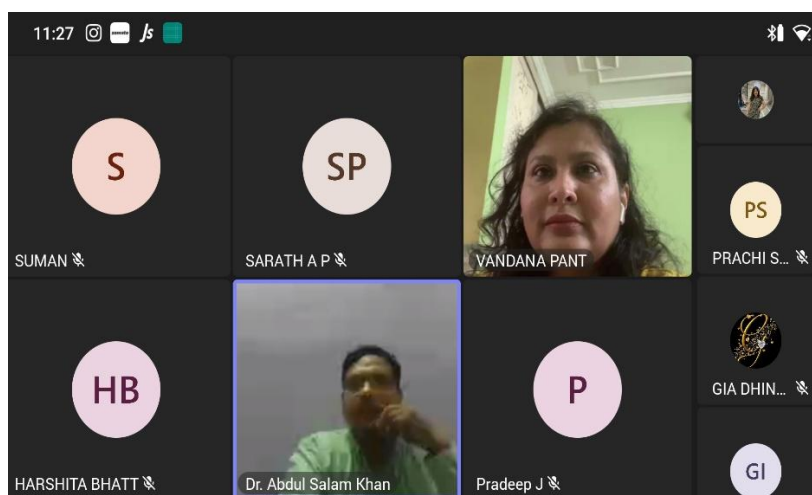 11:27
Js
S
SUMAN
SP
SARATH A P
VANDANA PANT
PS
PRACHI S...
HB
HARSHITA BHATT
Dr. Abdul Salam Khan
P
Pradeep J
GIA DHIN...
GI